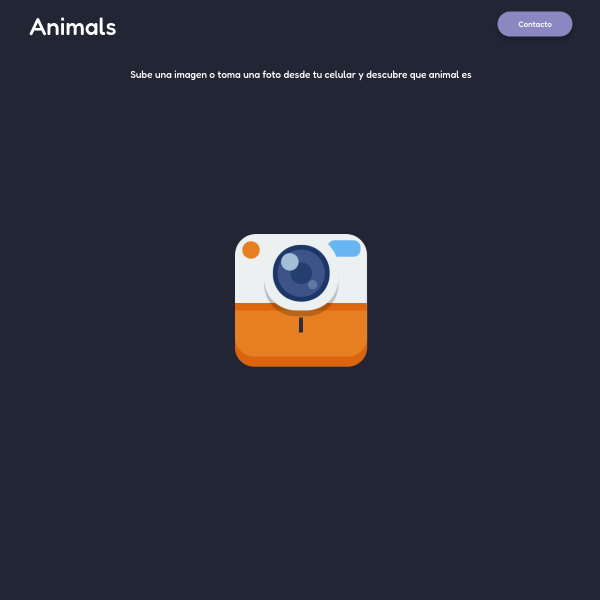 Animals
Contacto
Sube una imagen o toma una foto desde tu celular y descubre que animal es